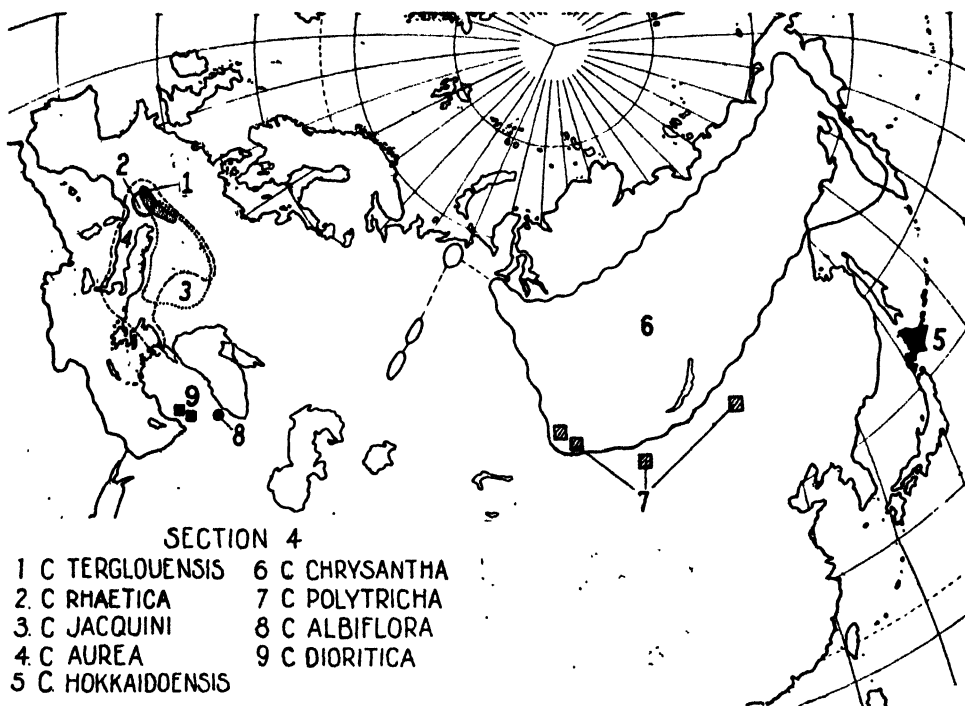 2
1
4
3
6
5
9
8
7
SECTION 4
1 C TERGLOUENSIS
2. C RHAETICA
3. C JACQUINI
4. C AUREA
5 C. HOKKAIDOENSIS
6 C CHRYSANTHA
7 C POLYTRICHA
8 C ALBIFLORA
9 C DIORITICA